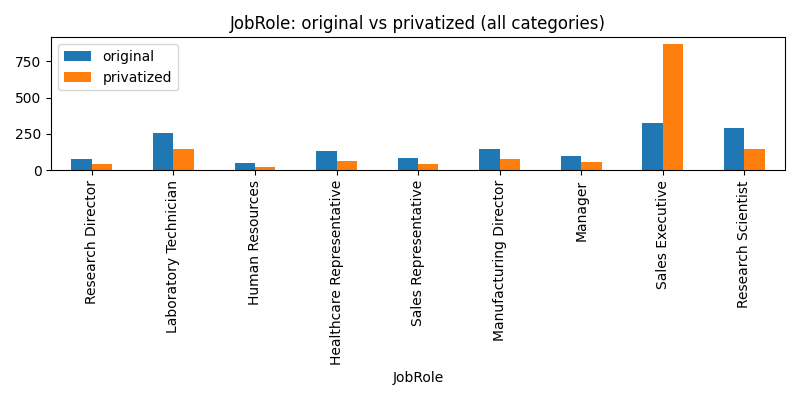 JobRole: original vs privatized (all categories)
original
privatized
750
500
250
0
Research Director
Laboratory Technician
Human Resources
Healthcare Representative
Sales Representative
Manufacturing Director
Manager
Sales Executive
Research Scientist
JobRole